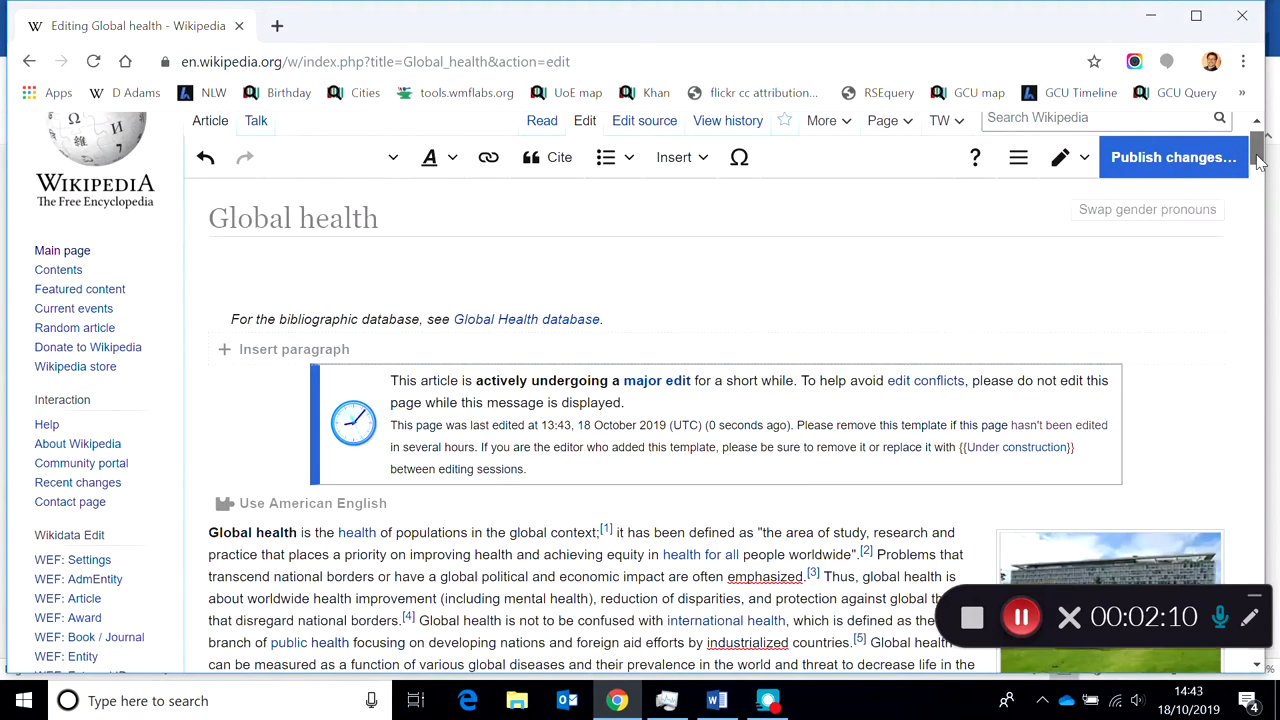 Editing Global health - Wikipedia
en.wikipedia.org/w/index.php?title=Global_health&action=edit
Apps W D Adams NLW Birthday Cities tools.wmflabs.org UoE map Khan flickr cc attribution... RSEquery GCU map GCU Timeline GCU Query »
Article Talk Read Edit Edit source View history More Page TW Search Wikipedia
A Cite Insert Ω ? Publish changes...
WIKIPEDIA
The Free Encyclopedia
Main page
Contents
Featured content
Current events
Random article
Donate to Wikipedia
Wikipedia store
Interaction
Help
About Wikipedia
Community portal
Recent changes
Contact page
Wikidata Edit
WEF: Settings
WEF: AdmEntity
WEF: Article
WEF: Award
WEF: Book / Journal
WEF: Entity
Global health
Swap gender pronouns
For the bibliographic database, see Global Health database.
+ Insert paragraph
This article is actively undergoing a major edit for a short while. To help avoid edit conflicts, please do not edit this
page while this message is displayed.
This page was last edited at 13:43, 18 October 2019 (UTC) (0 seconds ago). Please remove this template if this page hasn't been edited
in several hours. If you are the editor who added this template, please be sure to remove it or replace it with {{Under construction}}
between editing sessions.
Use American English
Global health is the health of populations in the global context;[1] it has been defined as "the area of study, research and
practice that places a priority on improving health and achieving equity in health for all people worldwide".[2] Problems that
transcend national borders or have a global political and economic impact are often emphasized.[3] Thus, global health is
about worldwide health improvement (including mental health), reduction of disparities, and protection against global
that disregard national borders.[4] Global health is not to be confused with international health, which is defined as the
branch of public health focusing on developing nations and foreign aid efforts by industrialized countries.[5] Global health
can be measured as a function of various global diseases and their prevalence in the world and threat to decrease life in the
00:02:10
Type here to search
14:43
18/10/2019
4